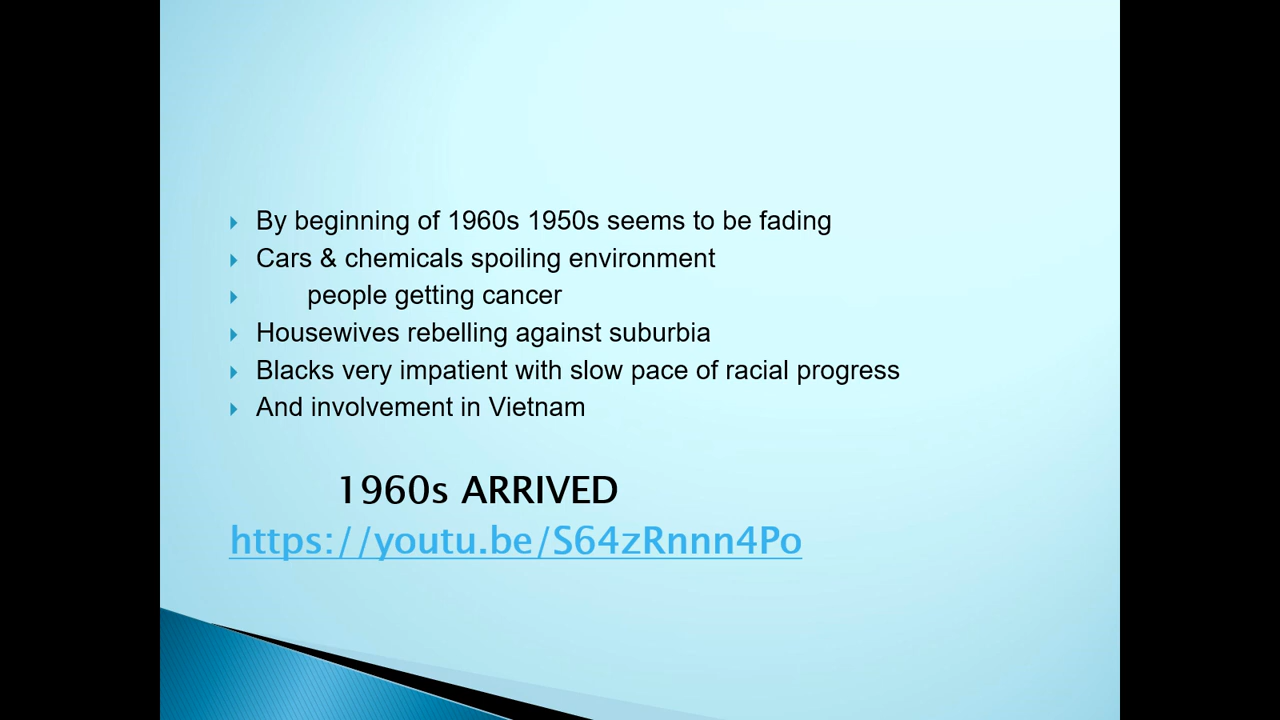 By beginning of 1960s 1950s seems to be fading
Cars & chemicals spoiling environment
people getting cancer
Housewives rebelling against suburbia
Blacks very impatient with slow pace of racial progress
And involvement in Vietnam
1960s ARRIVED
https://youtu.be/S64zRnnn4Po